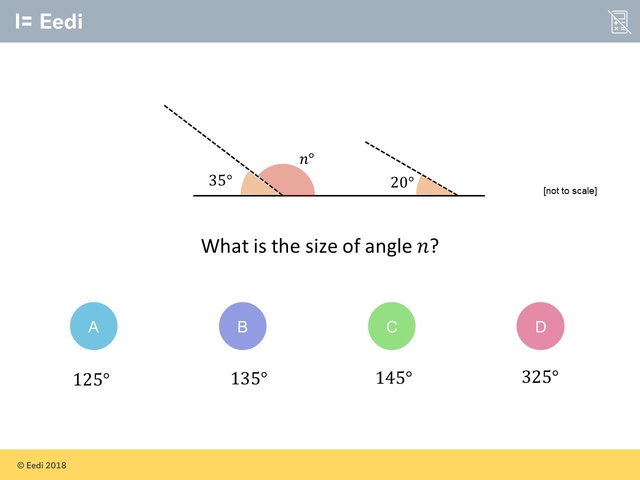 Eedi
n°
35°
20°
[not to scale]
What is the size of angle n?
A
B
C
D
125°
135°
145°
325°
© Eedi 2018